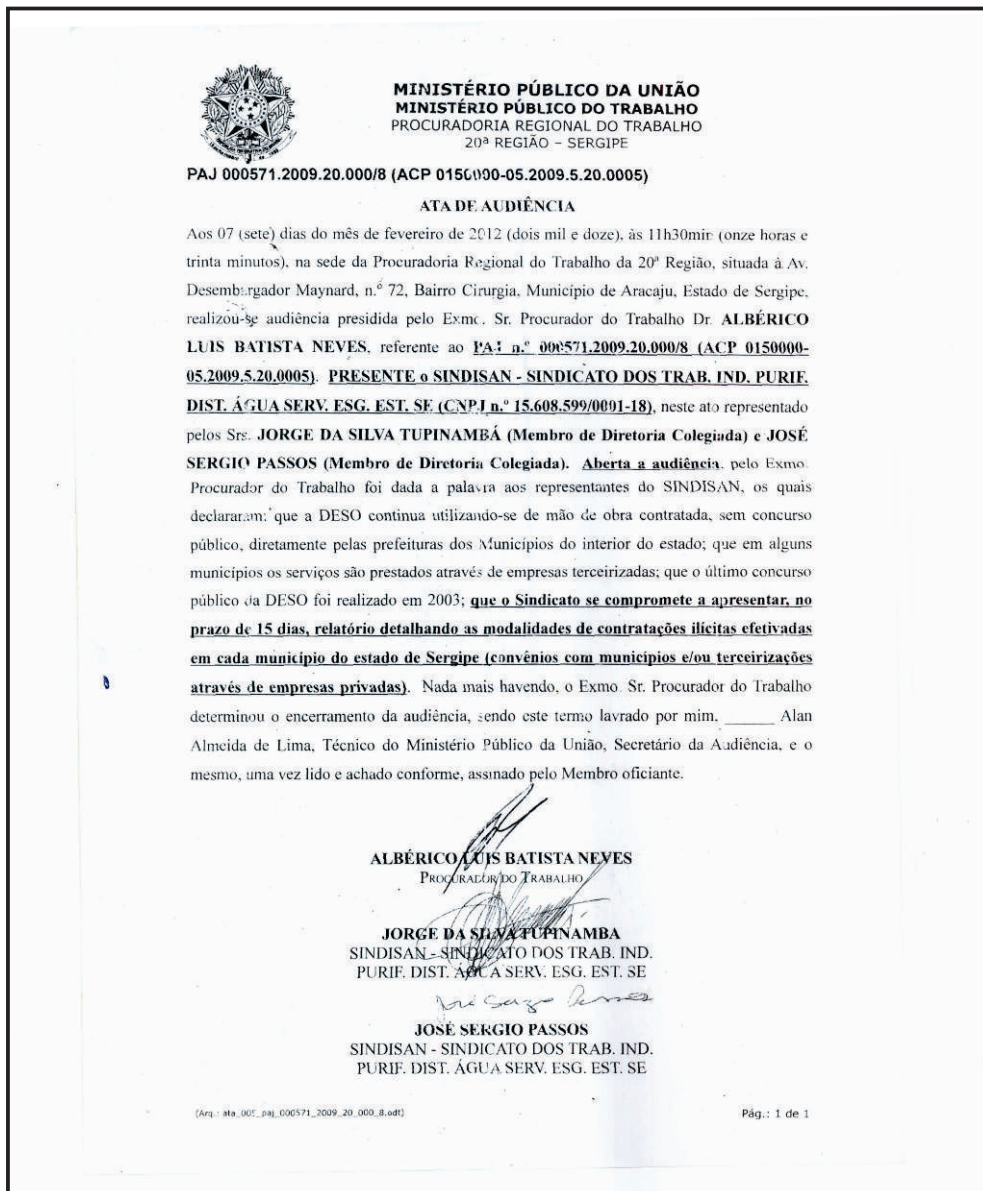 MINISTÉRIO PÚBLICO DA UNIÃO
MINISTÉRIO PÚBLICO DO TRABALHO
PROCURADORIA REGIONAL DO TRABALHO
20ª REGIÃO – SERGIPE
PAJ 000571.2009.20.000/8 (ACP 0150000-05.2009.5.20.0005)
ATA DE AUDIÊNCIA
Aos 07 (sete) dias do mês de fevereiro de 2012 (dois mil e doze), às 11h30min (onze horas e
trinta minutos), na sede da Procuradoria Regional do Trabalho da 20ª Região, situada à Av.
Desembargador Maynard, n.º 72, Bairro Cirurgia, Município de Aracaju, Estado de Sergipe,
realizou-se audiência presidida pelo Exmo. Sr. Procurador do Trabalho Dr. ALBÉRICO
LUIS BATISTA NEVES, referente ao PAJ n.º 000571.2009.20.000/8 (ACP 0150000-
05.2009.5.20.0005). PRESENTE o SINDISAN - SINDICATO DOS TRAB. IND. PURIF.
DIST. ÁGUA SERV. ESG. EST. SE (CNPJ n.º 15.608.599/0001-18), neste ato representado
pelos Srs. JORGE DA SILVA TUPINAMBÁ (Membro de Diretoria Colegiada) e JOSÉ
SERGIO PASSOS (Membro de Diretoria Colegiada). Aberta a audiência, pelo Exmo.
Procurador do Trabalho foi dada a palavra aos representantes do SINDISAN, os quais
declararam: que a DESO continua utilizando-se de mão de obra contratada, sem concurso
público, diretamente pelas prefeituras dos Municípios do interior do estado; que em alguns
municípios os serviços são prestados através de empresas terceirizadas; que o último concurso
público da DESO foi realizado em 2003; que o Sindicato se compromete a apresentar, no
prazo de 15 dias, relatório detalhando as modalidades de contratações ilícitas efetivadas
em cada município do estado de Sergipe (convênios com municípios e/ou terceirizações
através de empresas privadas). Nada mais havendo, o Exmo. Sr. Procurador do Trabalho
determinou o encerramento da audiência, sendo este termo lavrado por mim, ______ Alan
Almeida de Lima, Técnico do Ministério Público da União, Secretário da Audiência, e o
mesmo, uma vez lido e achado conforme, assinado pelo Membro oficiante.
ALBÉRICO LUIS BATISTA NEVES
PROCURADOR DO TRABALHO
JORGE DA SILVA TUPINAMBA
SINDISAN - SINDICATO DOS TRAB. IND.
PURIF. DIST. ÁGUA SERV. ESG. EST. SE
José Sergio Passos
JOSÉ SERGIO PASSOS
SINDISAN - SINDICATO DOS TRAB. IND.
PURIF. DIST. ÁGUA SERV. ESG. EST. SE
(Arq.: ata_005_paj_000571_2009_20_000_8.odt)
Pág.: 1 de 1